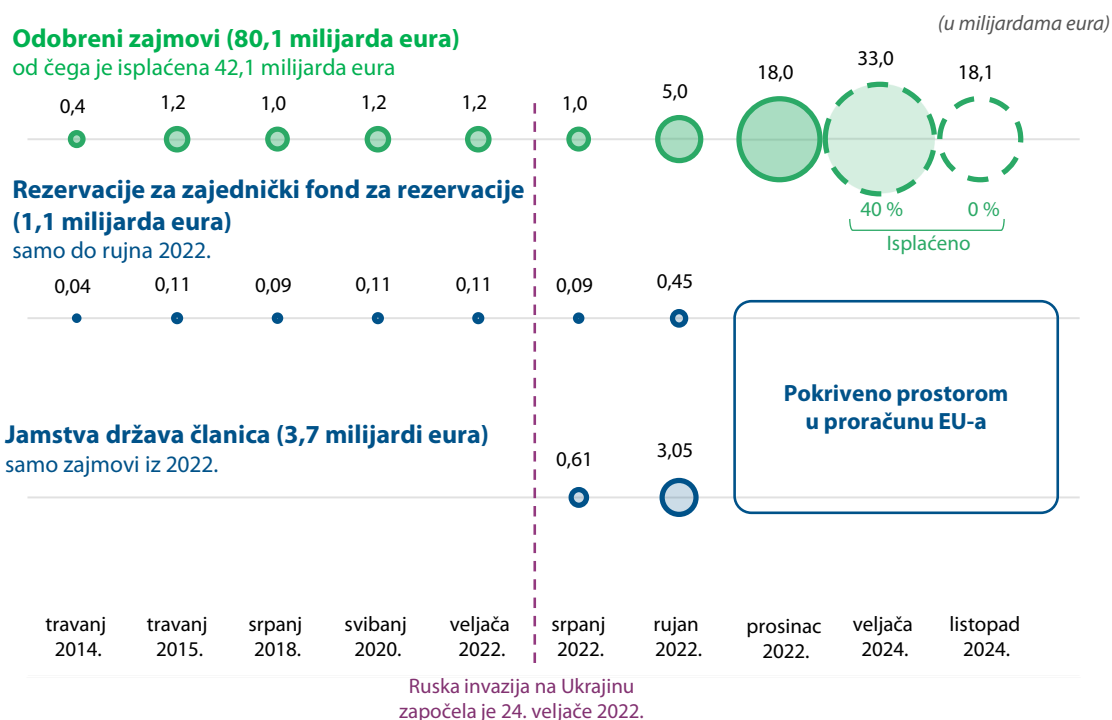 (u milijardama eura)
Odobreni zajmovi (80,1 milijarda eura)
od čega je isplaćena 42,1 milijarda eura
0,4 1,2 1,0 1,2 1,2 1,0 5,0 18,0 33,0 18,1
40 % 0 %
Isplaćeno
Rezervacije za zajednički fond za rezervacije
(1,1 milijarda eura)
samo do rujna 2022.
0,04 0,11 0,09 0,11 0,11 0,09 0,45
Pokriveno prostorom
u proračunu EU-a
Jamstva država članica (3,7 milijardi eura)
samo zajmovi iz 2022.
0,61 3,05
travanj 2014.
travanj 2015.
srpanj 2018.
svibanj 2020.
veljača 2022.
srpanj 2022.
rujan 2022.
prosinac 2022.
veljača 2024.
listopad 2024.
Ruska invazija na Ukrajinu
započela je 24. veljače 2022.